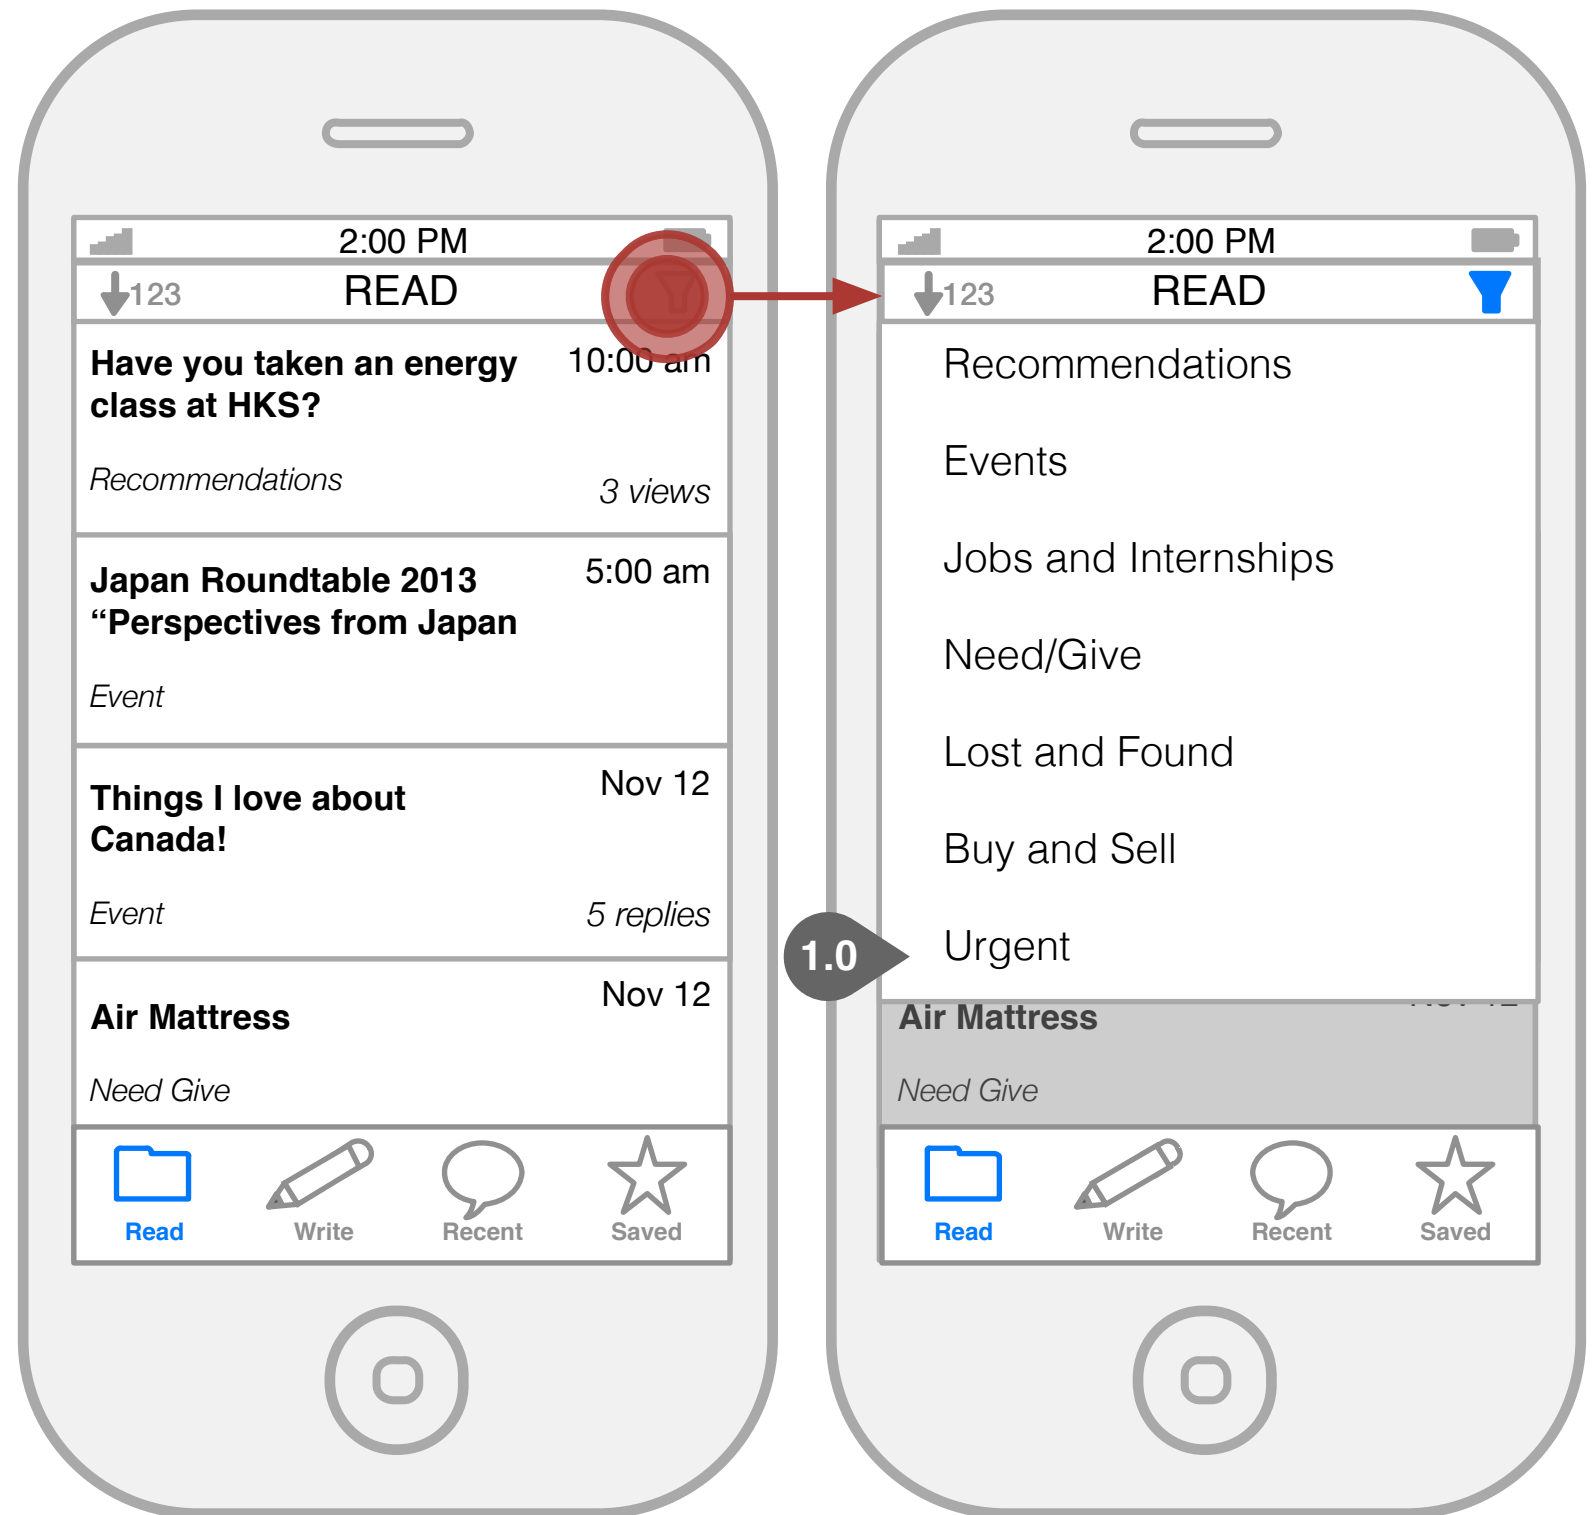 2:00 PM
123
READ
Have you taken an energy
class at HKS?
10:00 am
Recommendations
3 views
Japan Roundtable 2013
“Perspectives from Japan
5:00 am
Event
Things I love about
Canada!
Nov 12
Event
5 replies
Air Mattress
Nov 12
Need Give
Read
Write
Recent
Saved
2:00 PM
123
READ
Recommendations
Events
Jobs and Internships
Need/Give
Lost and Found
Buy and Sell
1.0
Urgent
Air Mattress
Need Give
Read
Write
Recent
Saved